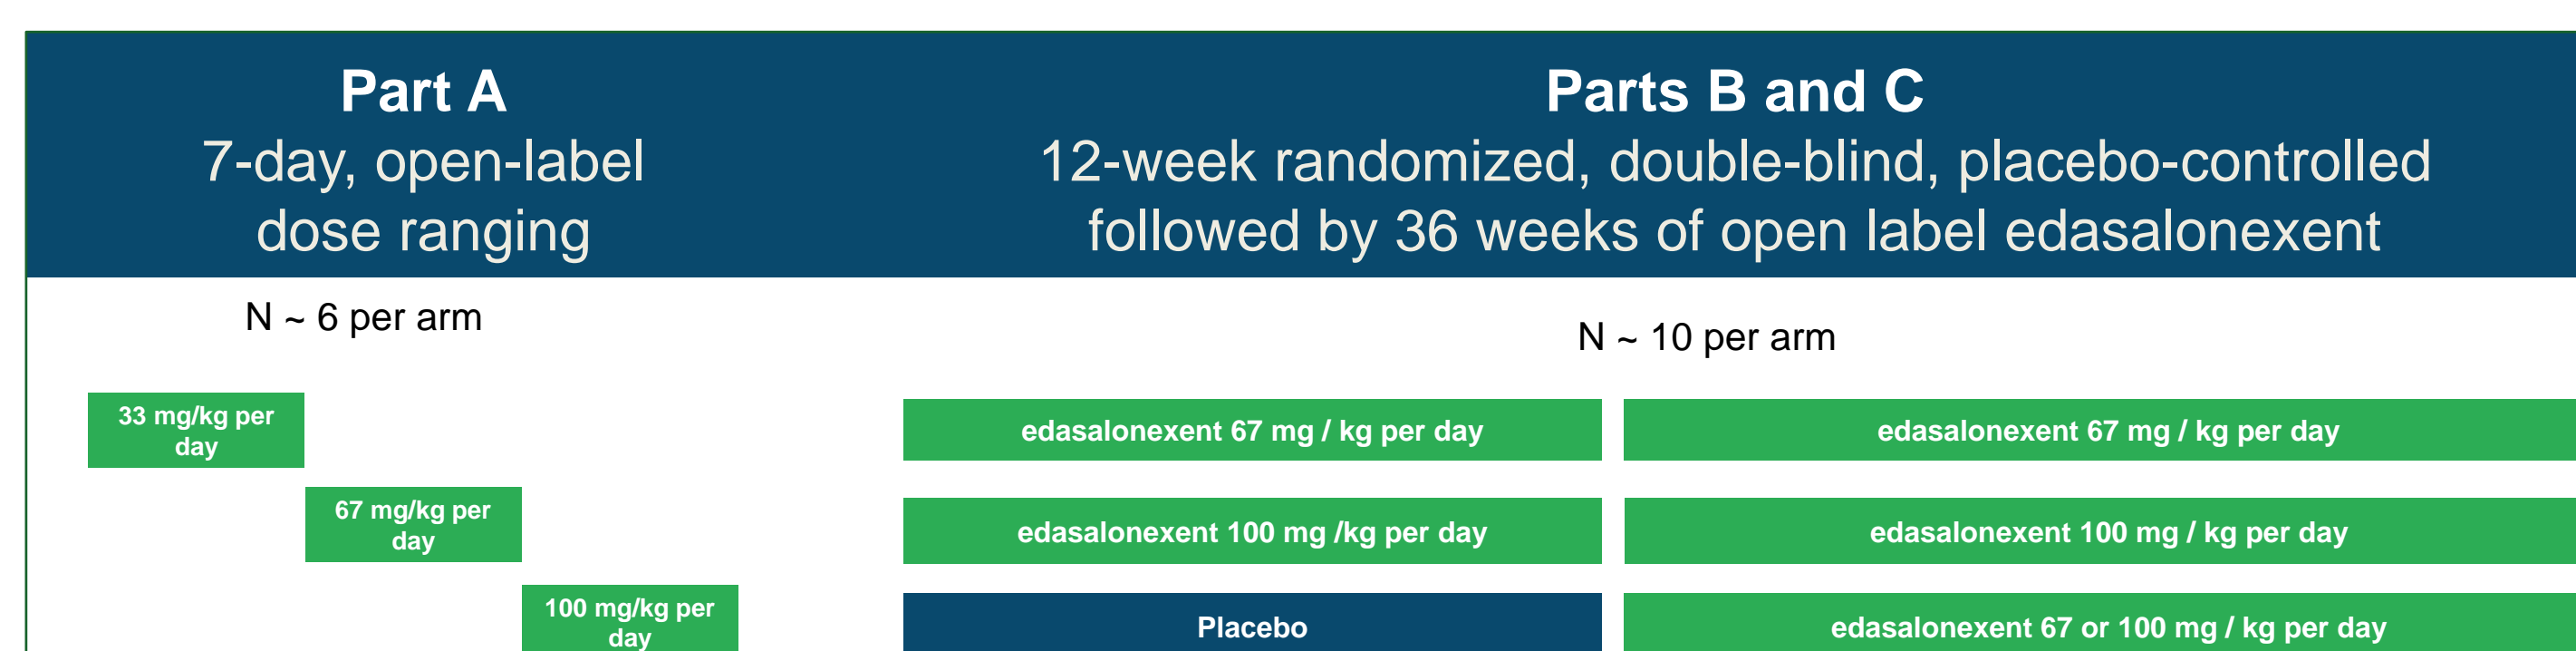 Part A
7-day, open-label
dose ranging
Parts B and C
12-week randomized, double-blind, placebo-controlled
followed by 36 weeks of open label edasalonexent
N ~ 6 per arm
N ~ 10 per arm
33 mg/kg per
day
67 mg/kg per
day
100 mg/kg per
day
edasalonexent 67 mg / kg per day
edasalonexent 67 mg / kg per day
edasalonexent 100 mg /kg per day
edasalonexent 100 mg / kg per day
Placebo
edasalonexent 67 or 100 mg / kg per day